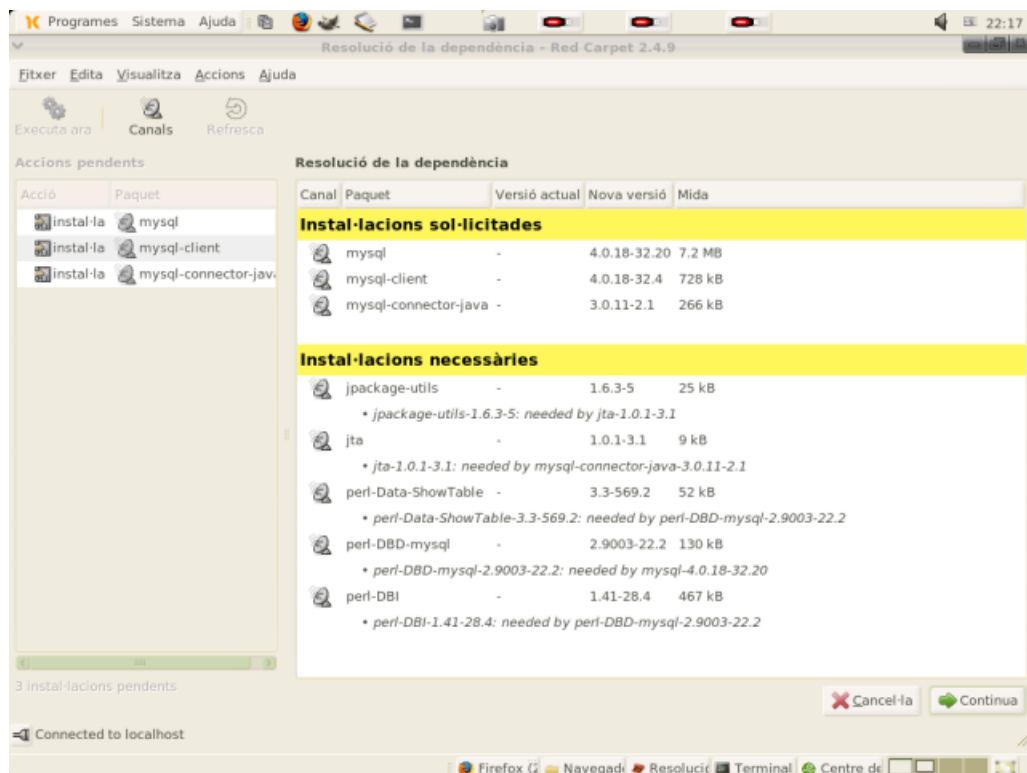 Programes Sistema Ajuda 22:17
Resolució de la dependència - Red Carpet 2.4.9
Fitxer Edita Visualitza Accions Ajuda
Executa ara Canals Refresca
Accions pendents
Acció Paquet
instal·la mysql
instal·la mysql-client
instal·la mysql-connector-jav
3 instal·lacions pendents
Resolució de la dependència
Canal Paquet Versió actual Nova versió Mida
Instal·lacions sol·licitades
mysql - 4.0.18-32.20 7.2 MB
mysql-client - 4.0.18-32.4 728 kB
mysql-connector-java - 3.0.11-2.1 266 kB
Instal·lacions necessàries
jpackage-utils - 1.6.3-5 25 kB
• jpackage-utils-1.6.3-5: needed by jta-1.0.1-3.1
jta - 1.0.1-3.1 9 kB
• jta-1.0.1-3.1: needed by mysql-connector-java-3.0.11-2.1
perl-Data-ShowTable - 3.3-569.2 52 kB
• perl-Data-ShowTable-3.3-569.2: needed by perl-DBD-mysql-2.9003-22.2
perl-DBD-mysql - 2.9003-22.2 130 kB
• perl-DBD-mysql-2.9003-22.2: needed by mysql-4.0.18-32.20
perl-DBI - 1.41-28.4 467 kB
• perl-DBI-1.41-28.4: needed by perl-DBD-mysql-2.9003-22.2
Cancel·la Continua
Connected to localhost
Firefox (2 Navegad Resoluci Terminal Centre de